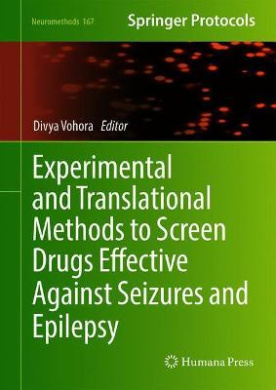 Neuromethods 167
Springer Protocols
Divya Vohora Editor
Experimental
and Translational
Methods to Screen
Drugs Effective
Against Seizures and
Epilepsy
Humana Press